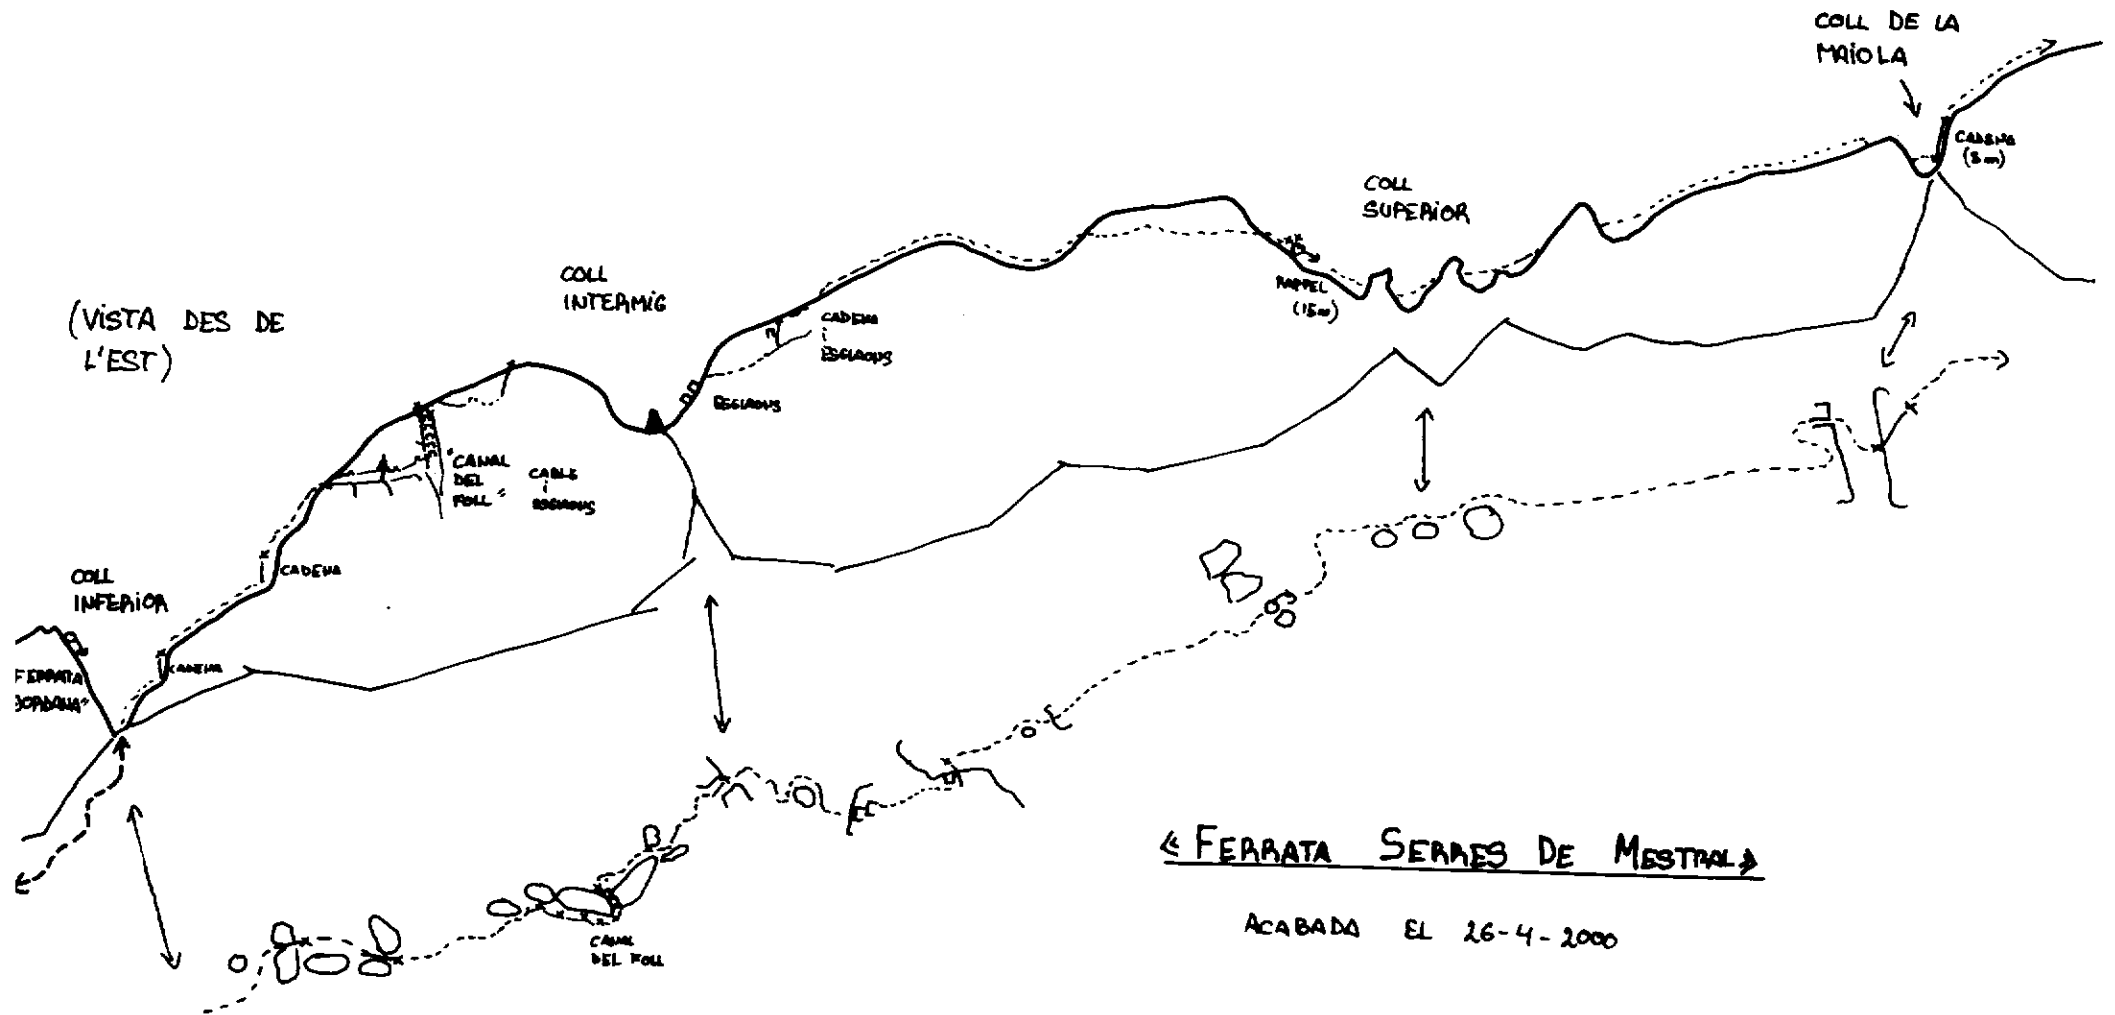 COLL DE LA
MAIOLA
CADENA
(8m)
COLL
SUPERIOR
RAPPEL
(15m)
COLL
INTERMIG
CADENA
ESGLAONS
ESGLAONS
(VISTA DES DE
L'EST)
"CANAL
DEL
FOLL"
CABLE
ESGLAONS
CADENA
COLL
INFERIOR
CADENA
FERRATA
JORDANA"
CANAL
DEL FOLL
« FERRATA SERRES DE MESTRAL »
ACABADA EL 26-4-2000